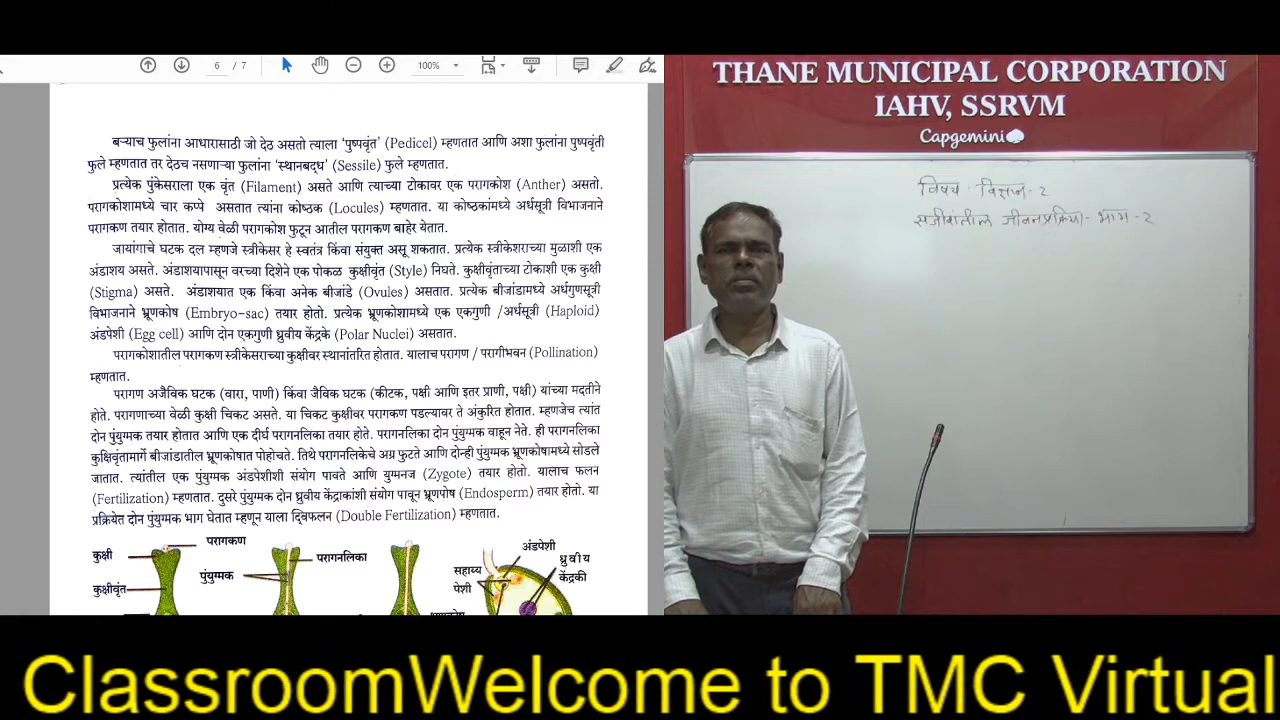 6 / 7
100%
बऱ्याच फुलांना आधारासाठी जो देठ असतो त्याला 'पुष्पवृंत' (Pedicel) म्हणतात आणि अशा फुलांना पुष्पवृंती
फुले म्हणतात तर देठच नसणाऱ्या फुलांना 'स्थानबद्ध' (Sessile) फुले म्हणतात.
प्रत्येक पुंकेसराला एक वृंत (Filament) असते आणि त्याच्या टोकावर एक परागकोश (Anther) असतो.
परागकोशामध्ये चार कप्पे असतात त्यांना कोष्ठक (Locules) म्हणतात. या कोष्ठकांमध्ये अर्धसूत्री विभाजनाने
परागकण तयार होतात. योग्य वेळी परागकोश फुटून आतील परागकण बाहेर येतात.
जायांगाचे घटक दल म्हणजे स्त्रीकेसर हे स्वतंत्र किंवा संयुक्त असू शकतात. प्रत्येक स्त्रीकेशराच्या मुळाशी एक
अंडाशय असते. अंडाशयापासून वरच्या दिशेने एक पोकळ कुक्षीवृंत (Style) निघते. कुक्षीवृंताच्या टोकाशी एक कुक्षी
(Stigma) असते. अंडाशयात एक किंवा अनेक बीजांडे (Ovules) असतात. प्रत्येक बीजांडामध्ये अर्धगुणसूत्री
विभाजनाने भ्रूणकोष (Embryo-sac) तयार होतो. प्रत्येक भ्रूणकोशामध्ये एक एकगुणी /अर्धसूत्री (Haploid)
अंडपेशी (Egg cell) आणि दोन एकगुणी ध्रुवीय केंद्रके (Polar Nuclei) असतात.
परागकोशातील परागकण स्त्रीकेसराच्या कुक्षीवर स्थानांतरित होतात. यालाच परागण / परागीभवन (Pollination)
म्हणतात.
परागण अजैविक घटक (वारा, पाणी) किंवा जैविक घटक (कीटक, पक्षी आणि इतर प्राणी, पक्षी) यांच्या मदतीने
होते. परागणाच्या वेळी कुक्षी चिकट असते. या चिकट कुक्षीवर परागकण पडल्यावर ते अंकुरित होतात. म्हणजेच त्यांत
दोन पुंयुग्मक तयार होतात आणि एक दीर्घ परागनलिका तयार होते. परागनलिका दोन पुंयुग्मक वाहून नेते. ही परागनलिका
कुक्षिवृंतामार्गे बीजांडातील भ्रूणकोषात पोहोचते. तिथे परागनलिकेचे अग्र फुटते आणि दोन्ही पुंयुग्मक भ्रूणकोषामध्ये सोडले
जातात. त्यांतील एक पुंयुग्मक अंडपेशीशी संयोग पावते आणि युग्मनज (Zygote) तयार होतो. यालाच फलन
(Fertilization) म्हणतात. दुसरे पुंयुग्मक दोन ध्रुवीय केंद्रकांशी संयोग पावून भ्रूणपोष (Endosperm) तयार होतो. या
प्रक्रियेत दोन पुंयुग्मक भाग घेतात म्हणून याला द्विफलन (Double Fertilization) म्हणतात.
कुक्षी
परागकण
कुक्षीवृंत
पुंयुग्मक
परागनलिका
सहाय्य
पेशी
अंडपेशी
ध्रुवीय
केंद्रकी
THANE MUNICIPAL CORPORATION
IAHV, SSRVM
Capgemini
विषय - विज्ञान - २
सजीवांतील जीवनप्रक्रिया - भाग - २
ClassroomWelcome to TMC Virtual